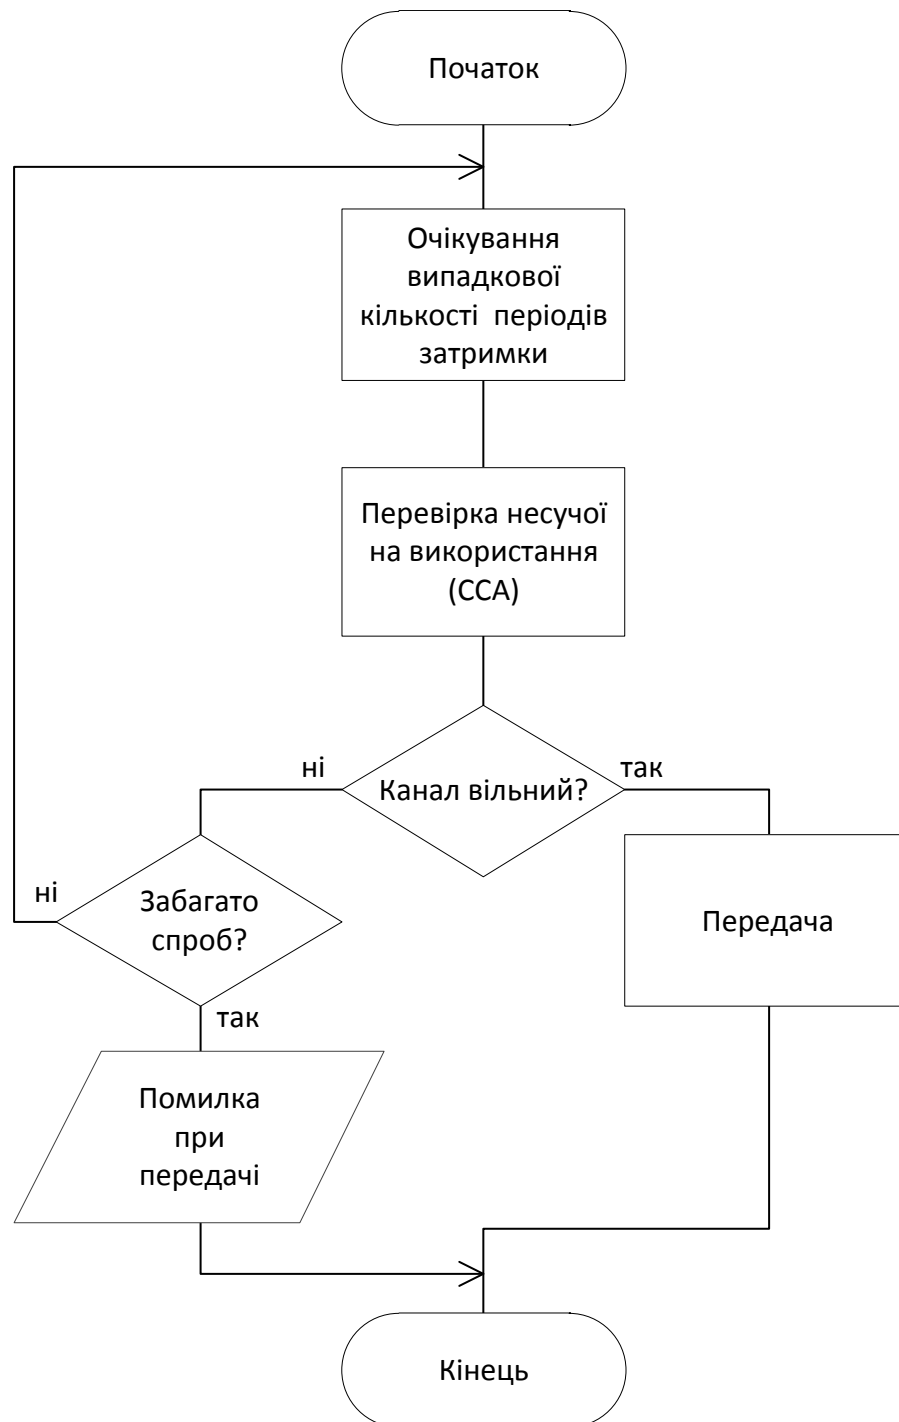 Початок
Очікування
випадкової
кількості періодів
затримки
Перевірка несучої
на використання
(CCA)
ні
так
Канал вільний?
ні
Забагато
спроб?
Передача
так
Помилка
при
передачі
Кінець